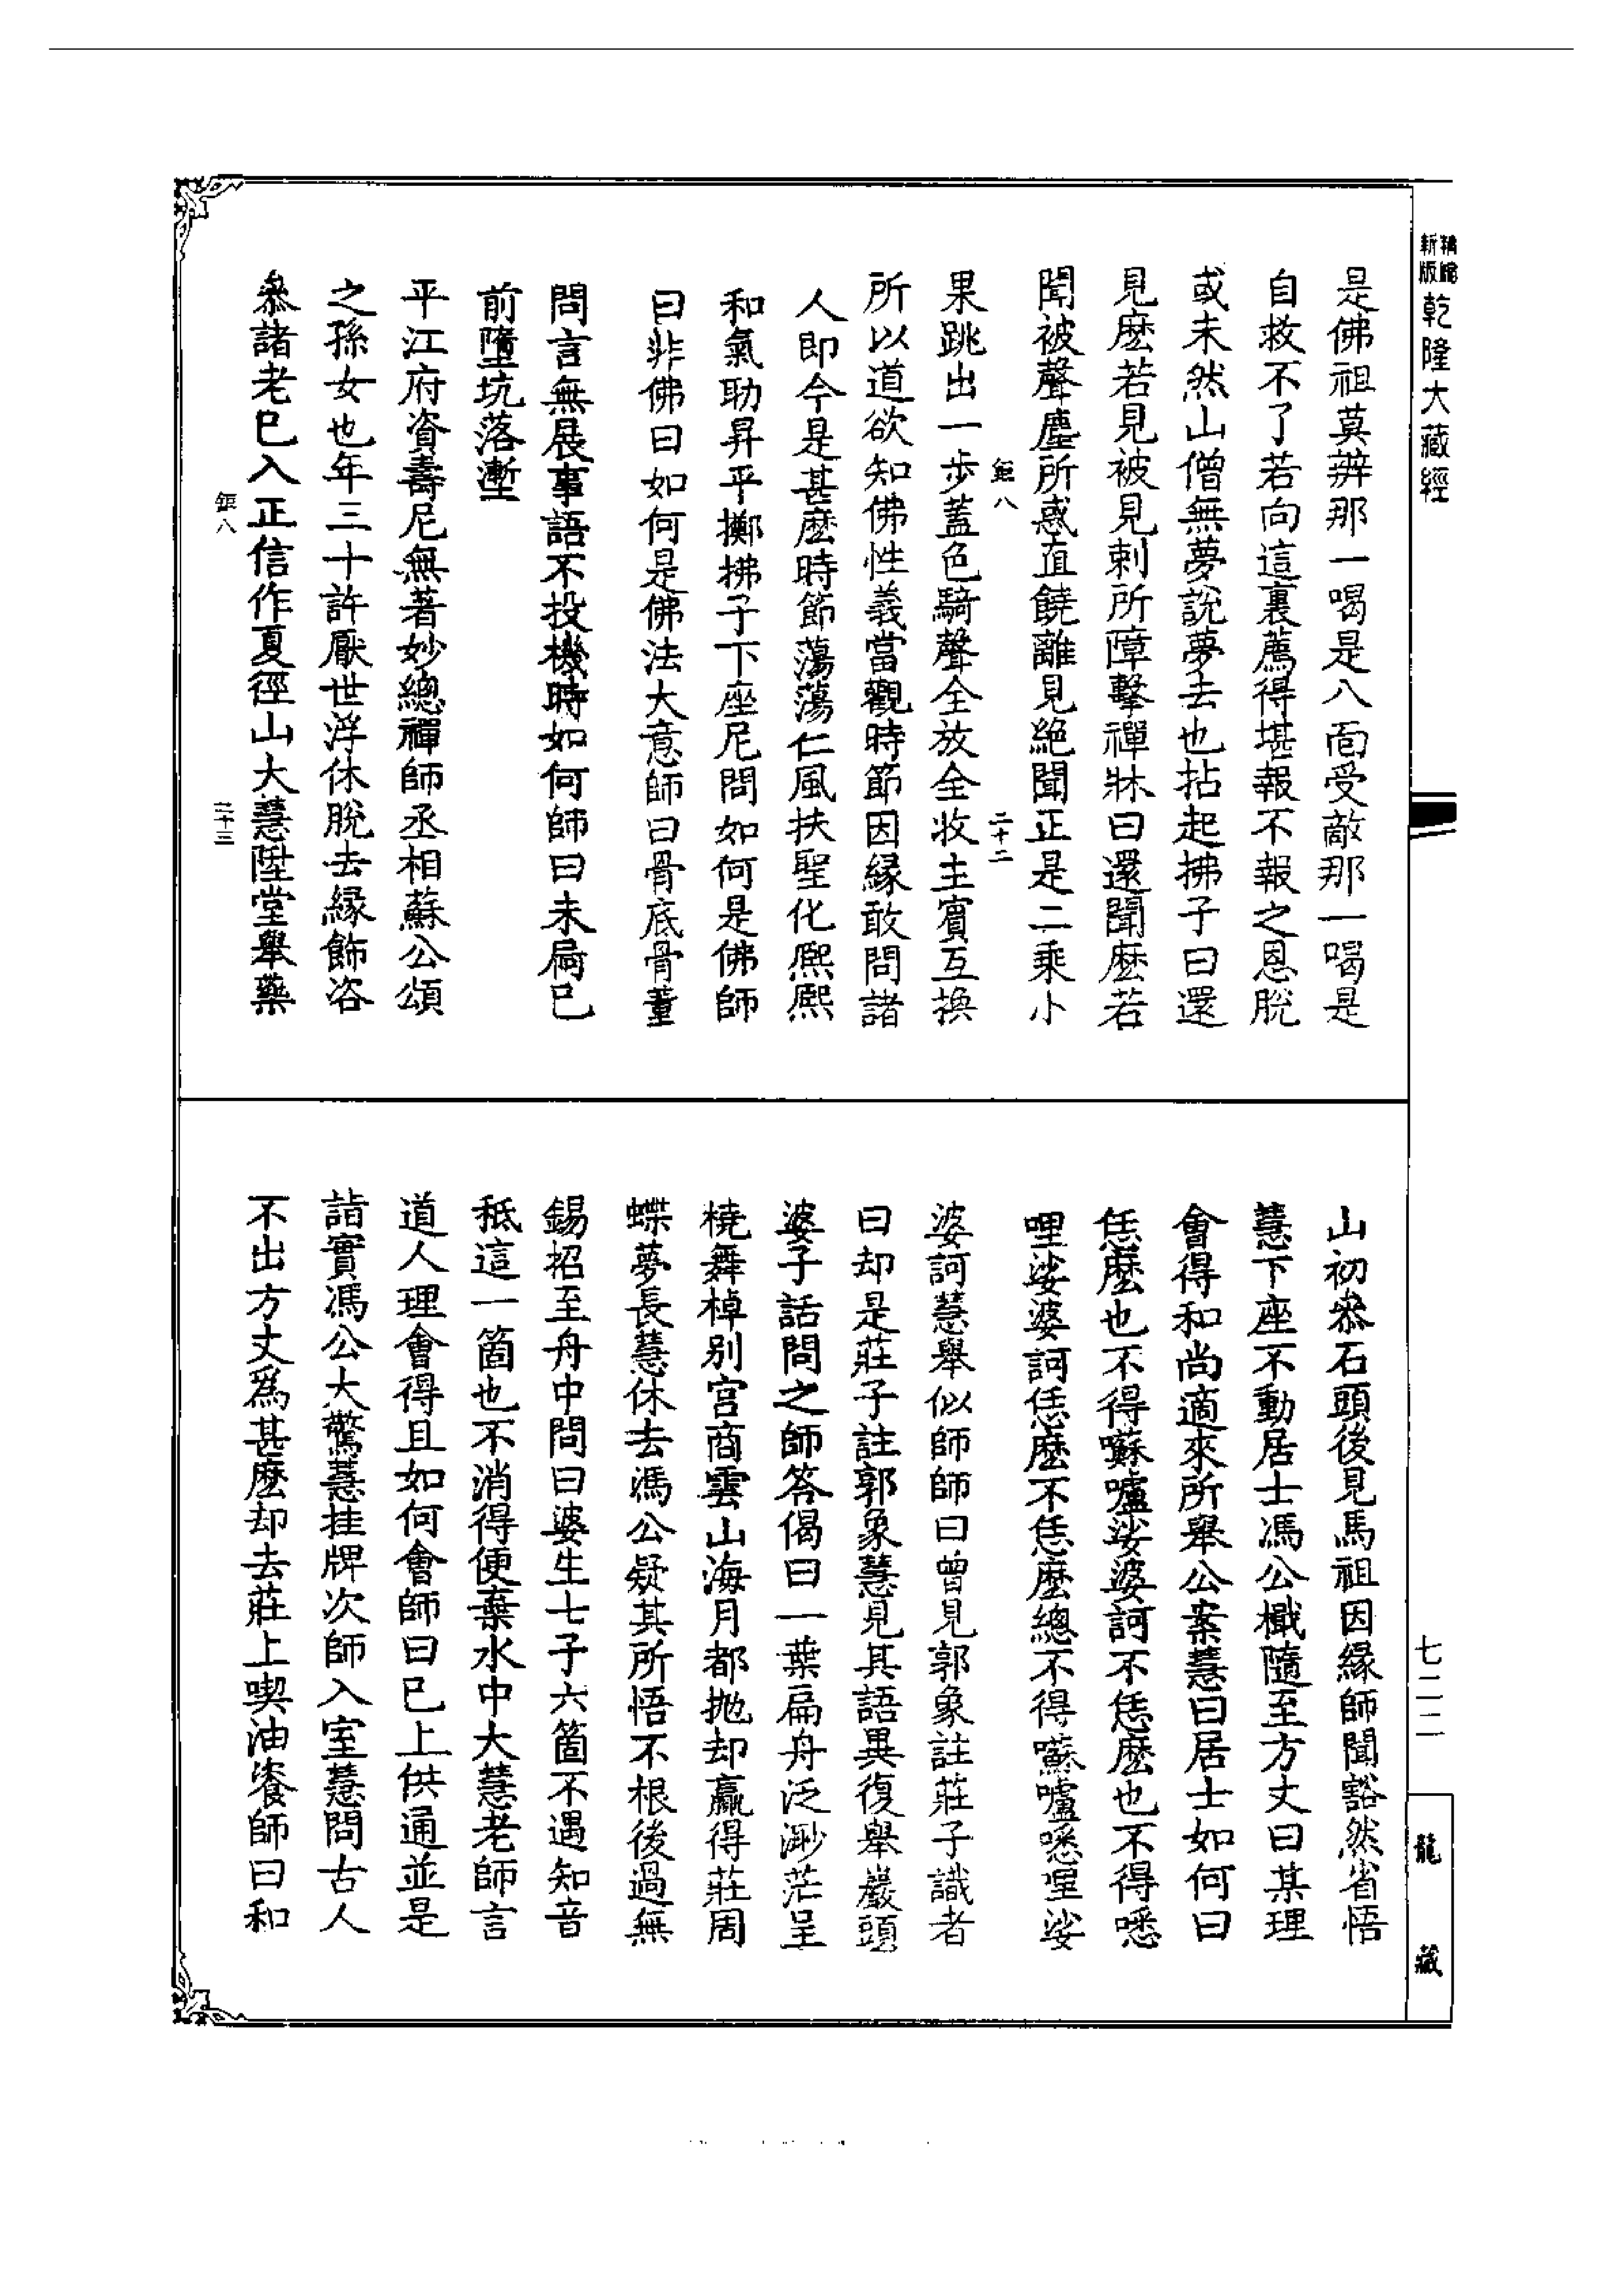 新版 精縮 乾隆大藏經
是佛祖莫辨那一喝是八面受敵那一喝是
自救不了若向這裏薦得堪報不報之恩脫
或未然山僧無夢說夢去也拈起拂子曰還
見麽若見被見刺所障擊禪牀曰還聞麽若
聞被聲塵所惑直饒離見絕聞正是二乘小
二十二
果跳出一步蓋色騎聲全放全收主賓互換
所以道欲知佛性義當觀時節因緣敢問諸
人即今是甚麽時節蕩蕩仁風扶聖化熈熈
和氣助昇平擲拂子下座尼問如何是佛師
曰非佛曰如何是佛法大意師曰骨底骨董
問言無展事語不投機時如何師曰未屙已
前墮坑落塹
平江府資壽尼無著妙總禪師丞相蘇公頌
之孫女也年三十許厭世浮休脫去緣飾咨
叅諸老已入正信作夏徑山大慧陞堂舉藥
二十三
七二二
山初叅石頭後見馬祖因緣師聞豁然省悟
慧下座不動居士馮公檝隨至方丈曰某理
會得和尚適來所舉公案慧曰居士如何曰
恁麽也不得囌嚧娑婆訶不恁麽也不得㗭
哩娑婆訶恁麽不恁麽總不得囌嚧㗭哩娑
婆訶慧舉似師師曰曾見郭象註莊子識者
曰却是莊子註郭象慧見其語異復舉巖頭
婆子話問之師答偈曰一葉扁舟泛渺茫呈
橈舞棹別宮商雲山海月都拋却贏得莊周
蝶夢長慧休去馮公疑其所悟不根後過無
錫招至舟中問曰婆生七子六箇不遇知音
秪這一箇也不消得便棄水中大慧老師言
道人理會得且如何會師曰已上供通並是
詣實馮公大驚慧挂牌次師入室慧問古人
不出方丈爲甚麽却去莊上喫油餈師曰和
龍藏